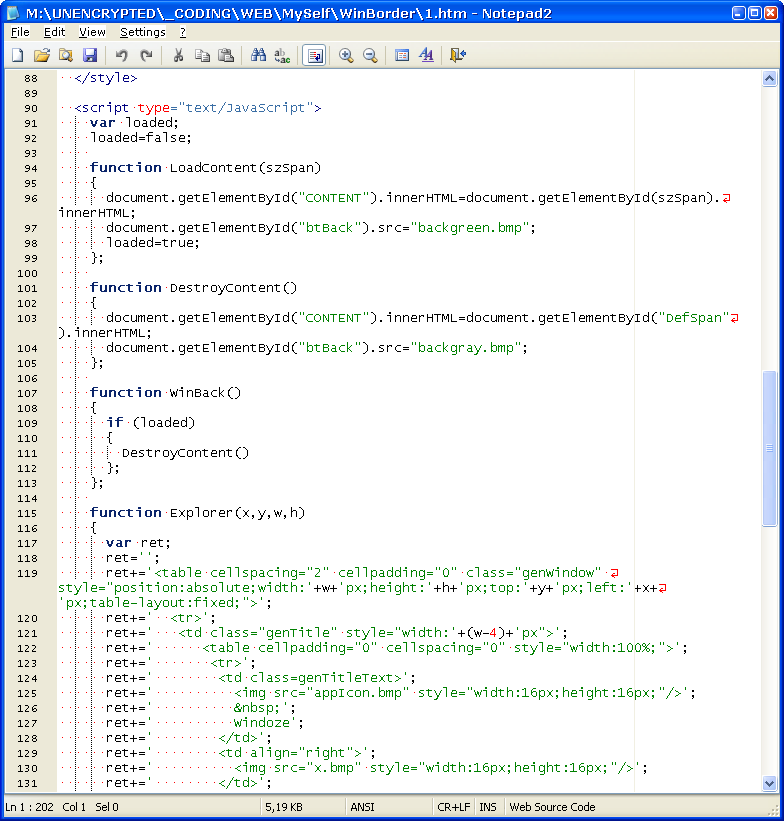 M:\UNENCRYPTED\_CODING\WEB\MySelf\WinBorder\1.htm - Notepad2
File Edit View Settings ?
88 </style>
89
90 <script type="text/JavaScript">
91 var loaded;
92 loaded=false;
93
94 function LoadContent(szSpan)
95 {
96 document.getElementById("CONTENT").innerHTML=document.getElementById(szSpan).
innerHTML;
97 document.getElementById("btBack").src="backgreen.bmp";
98 loaded=true;
99 };
100
101 function DestroyContent()
102 {
103 document.getElementById("CONTENT").innerHTML=document.getElementById("DefSpan"
).innerHTML;
104 document.getElementById("btBack").src="backgray.bmp";
105 };
106
107 function WinBack()
108 {
109 if (loaded)
110 {
111 DestroyContent()
112 };
113 };
114
115 function Explorer(x,y,w,h)
116 {
117 var ret;
118 ret='';
119 ret+='<table cellspacing="2" cellpadding="0" class="genWindow"
style="position:absolute;width:'+w+'px;height:'+h+'px;top:'+y+'px;left:'+x+
'px;table-layout:fixed;">';
120 ret+=' <tr>';
121 ret+=' <td class="genTitle" style="width:'+(w-4)+'px">';
122 ret+=' <table cellpadding="0" cellspacing="0" style="width:100%;">';
123 ret+=' <tr>';
124 ret+=' <td class=genTitleText>';
125 ret+=' <img src="appIcon.bmp" style="width:16px;height:16px;"/>';
126 ret+=' &nbsp;';
127 ret+=' Windoze';
128 ret+=' </td>';
129 ret+=' <td align="right">';
130 ret+=' <img src="x.bmp" style="width:16px;height:16px;"/>';
131 ret+=' </td>';
Ln 1 : 202 Col 1 Sel 0 5,19 KB ANSI CR+LF INS Web Source Code